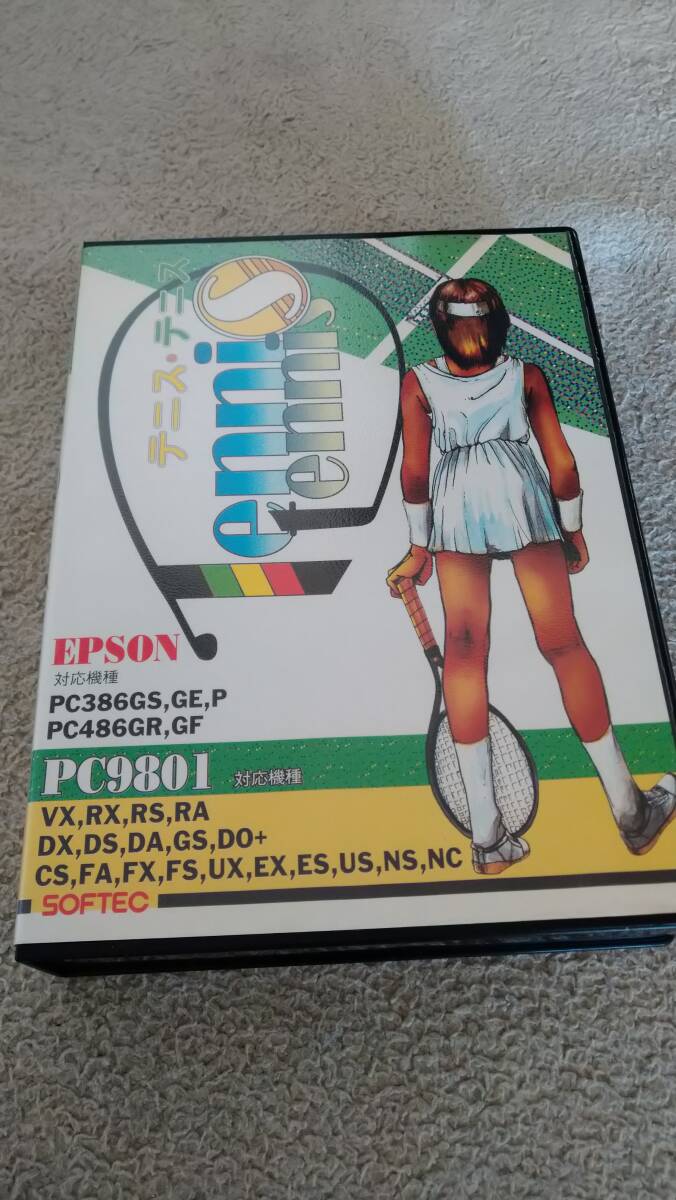 テニス・テニス
Tennis
tennis
EPSON
対応機種
PC386GS,GE,P
PC486GR,GF
PC9801 対応機種
VX,RX,RS,RA
DX,DS,DA,GS,DO+
CS,FA,FX,FS,UX,EX,ES,US,NS,NC
SOFTEC